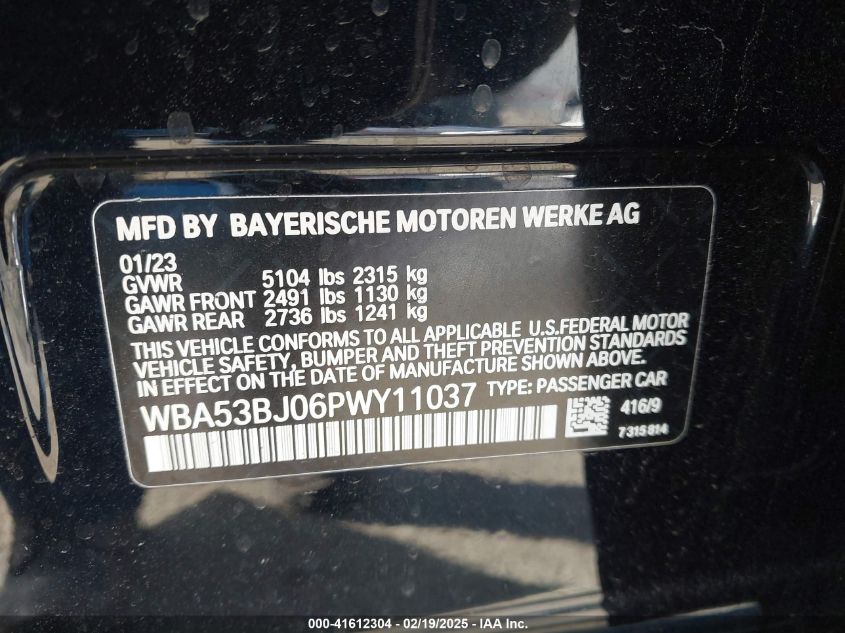 MFD BY BAYERISCHE MOTOREN WERKE AG
01/23
GVWR 5104 lbs 2315 kg
GAWR FRONT 2491 lbs 1130 kg
GAWR REAR 2736 lbs 1241 kg
THIS VEHICLE CONFORMS TO ALL APPLICABLE U.S.FEDERAL MOTOR
VEHICLE SAFETY, BUMPER AND THEFT PREVENTION STANDARDS
IN EFFECT ON THE DATE OF MANUFACTURE SHOWN ABOVE.
WBA53BJ06PWY11037 TYPE: PASSENGER CAR
416/9
7315814
000-41612304 - 02/19/2025 - IAA Inc.